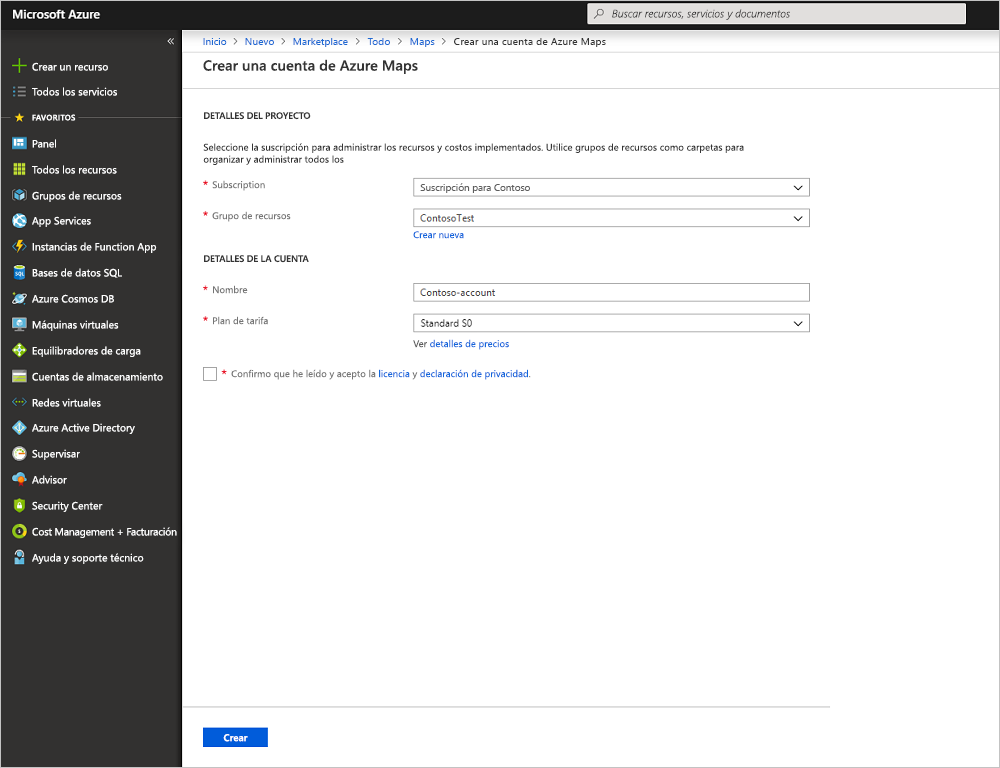 Microsoft Azure
Buscar recursos, servicios y documentos
«
Crear un recurso
Todos los servicios
FAVORITOS
Panel
Todos los recursos
Grupos de recursos
App Services
Instancias de Function App
Bases de datos SQL
Azure Cosmos DB
Máquinas virtuales
Equilibradores de carga
Cuentas de almacenamiento
Redes virtuales
Azure Active Directory
Supervisar
Advisor
Security Center
Cost Management + Facturación
Ayuda y soporte técnico
Inicio > Nuevo > Marketplace > Todo > Maps > Crear una cuenta de Azure Maps
Crear una cuenta de Azure Maps
DETALLES DEL PROYECTO
Seleccione la suscripción para administrar los recursos y costos implementados. Utilice grupos de recursos como carpetas para
organizar y administrar todos los
* Subscription
Suscripción para Contoso
* Grupo de recursos
ContosoTest
Crear nueva
DETALLES DE LA CUENTA
* Nombre
Contoso-account
* Plan de tarifa
Standard S0
Ver detalles de precios
* Confirmo que he leído y acepto la licencia y declaración de privacidad.
Crear